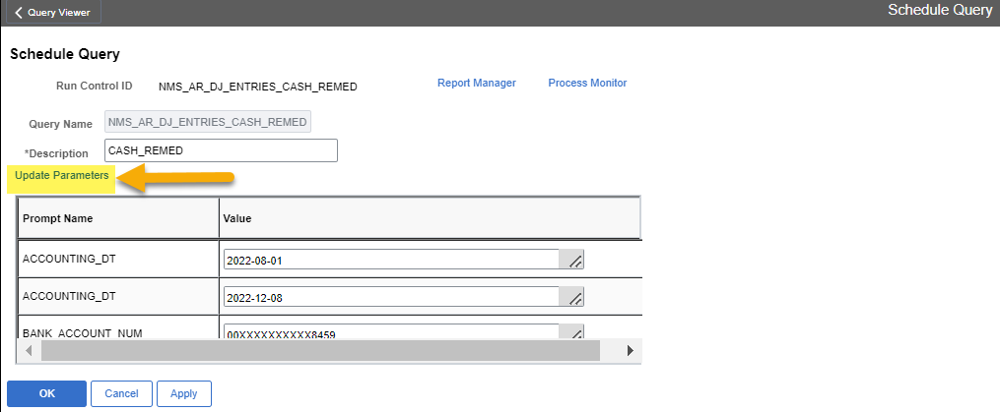 Query Viewer
Schedule Query
Schedule Query
Run Control ID NMS_AR_DJ_ENTRIES_CASH_REMED Report Manager Process Monitor
Query Name NMS_AR_DJ_ENTRIES_CASH_REMED
*Description CASH_REMED
Update Parameters
Prompt Name Value
ACCOUNTING_DT 2022-08-01
ACCOUNTING_DT 2022-12-08
BANK_ACCOUNT_NUM 00XXXXXXXXXX8459
OK Cancel Apply